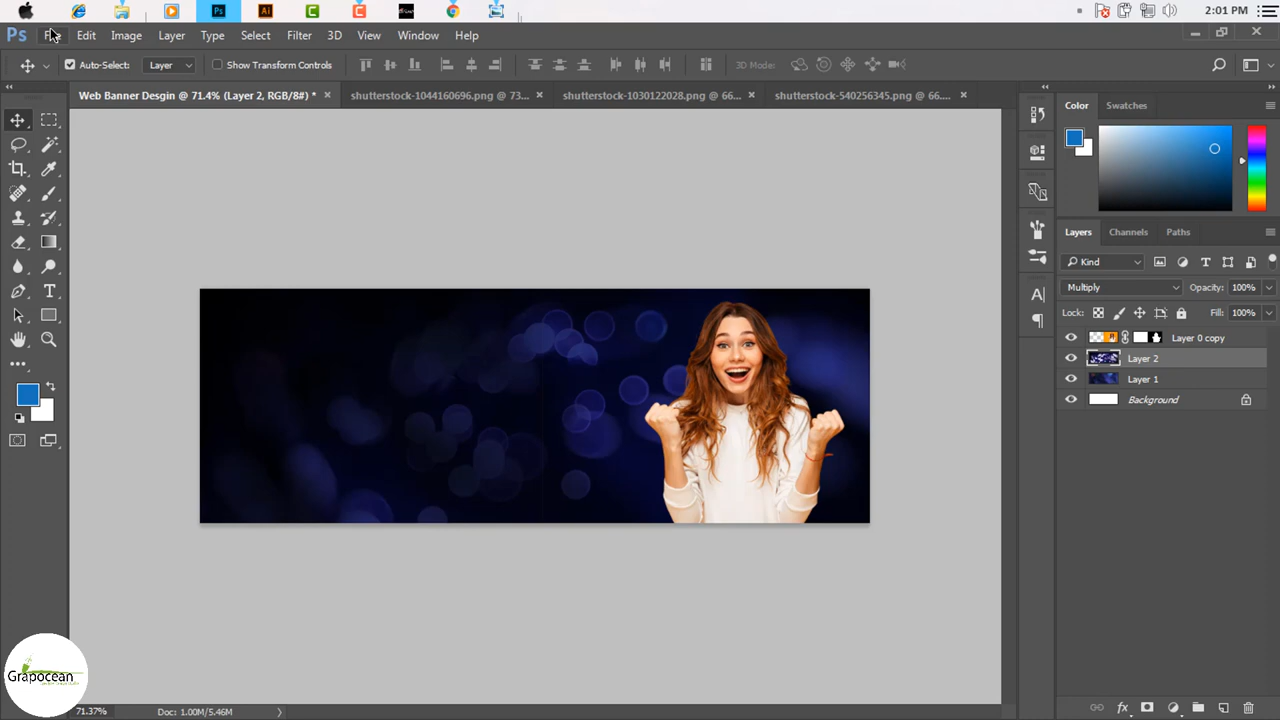 2:01 PM
Ps Edit Image Layer Type Select Filter 3D View Window Help
Auto-Select: Layer Show Transform Controls 3D Mode:
Web Banner Desgin @ 71.4% (Layer 2, RGB/8#) * × shutterstock-1044160696.png @ 73... × shutterstock-1030122028.png @ 66... × shutterstock-540256345.png @ 66.... ×
Color Swatches
Layers Channels Paths
Kind
Multiply Opacity: 100%
Lock: Fill: 100%
Layer 0 copy
Layer 2
Layer 1
Background
Grapocean
71.37% Doc: 1.00M/5.46M